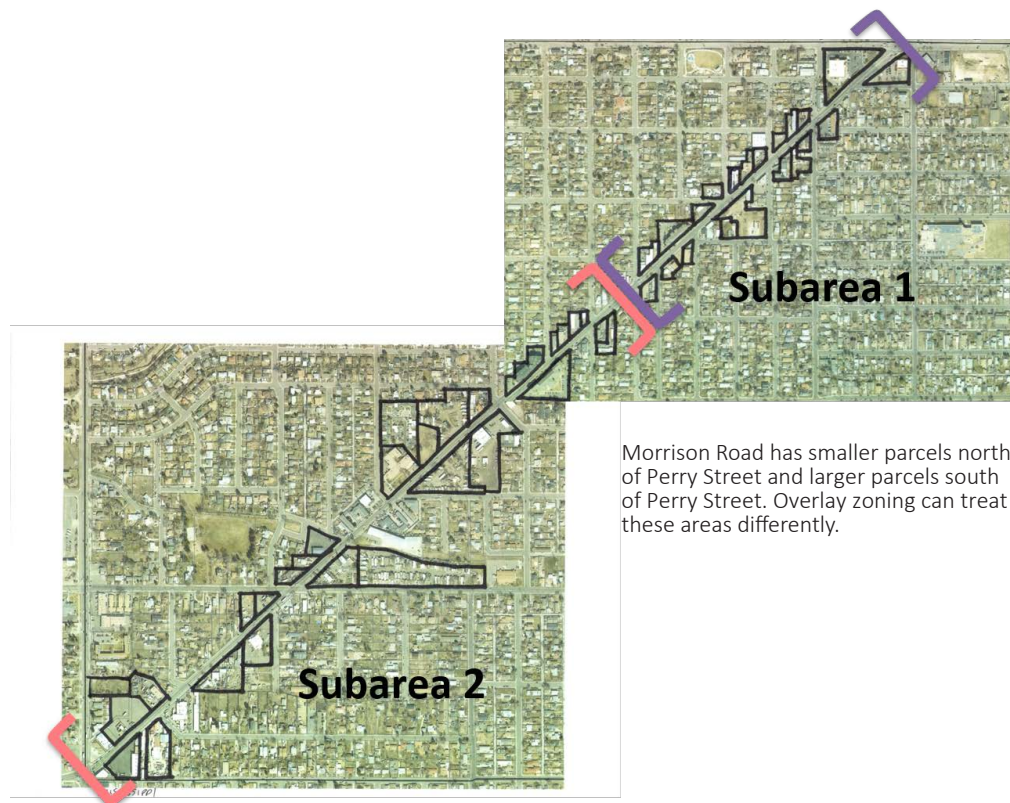 Subarea 1
Morrison Road has smaller parcels north
of Perry Street and larger parcels south
of Perry Street. Overlay zoning can treat
these areas differently.
Subarea 2